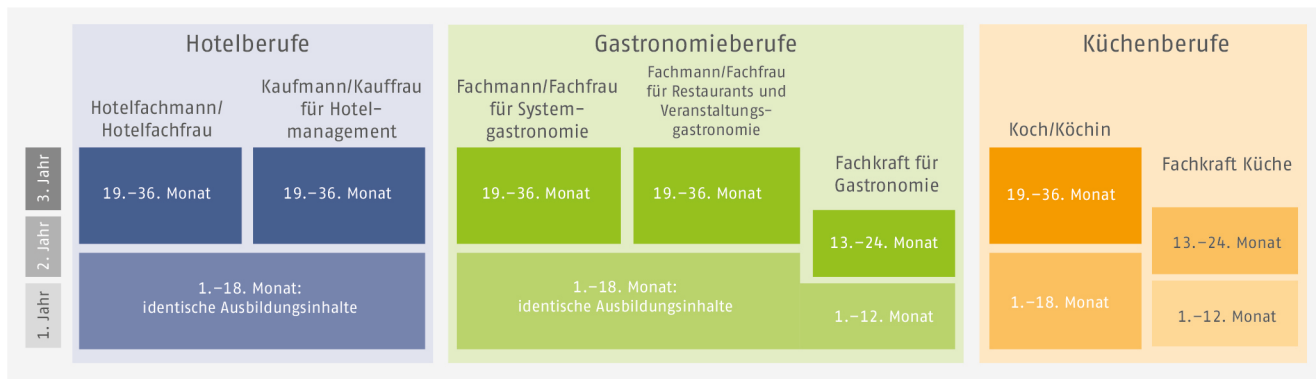 Hotelberufe
Hotelfachmann/
Hotelfachfrau
Kaufmann/Kauffrau
für Hotel-
management
19.–36. Monat
19.–36. Monat
1.–18. Monat:
identische Ausbildungsinhalte
Gastronomieberufe
Fachmann/Fachfrau
für System-
gastronomie
Fachmann/Fachfrau
für Restaurants und
Veranstaltungs-
gastronomie
Fachkraft für
Gastronomie
19.–36. Monat
19.–36. Monat
13.–24. Monat
1.–18. Monat:
identische Ausbildungsinhalte
1.–12. Monat
Küchenberufe
Koch/Köchin
Fachkraft Küche
19.–36. Monat
13.–24. Monat
1.–18. Monat
1.–12. Monat
3. Jahr
2. Jahr
1. Jahr